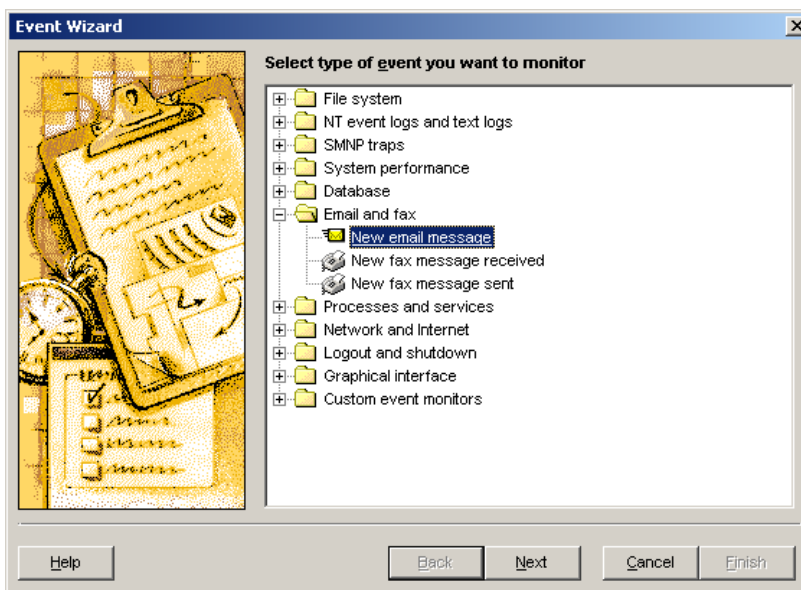 Event Wizard
Select type of event you want to monitor
File system
NT event logs and text logs
SMNP traps
System performance
Database
Email and fax
New email message
New fax message received
New fax message sent
Processes and services
Network and Internet
Logout and shutdown
Graphical interface
Custom event monitors
Help
Back
Next
Cancel
Finish